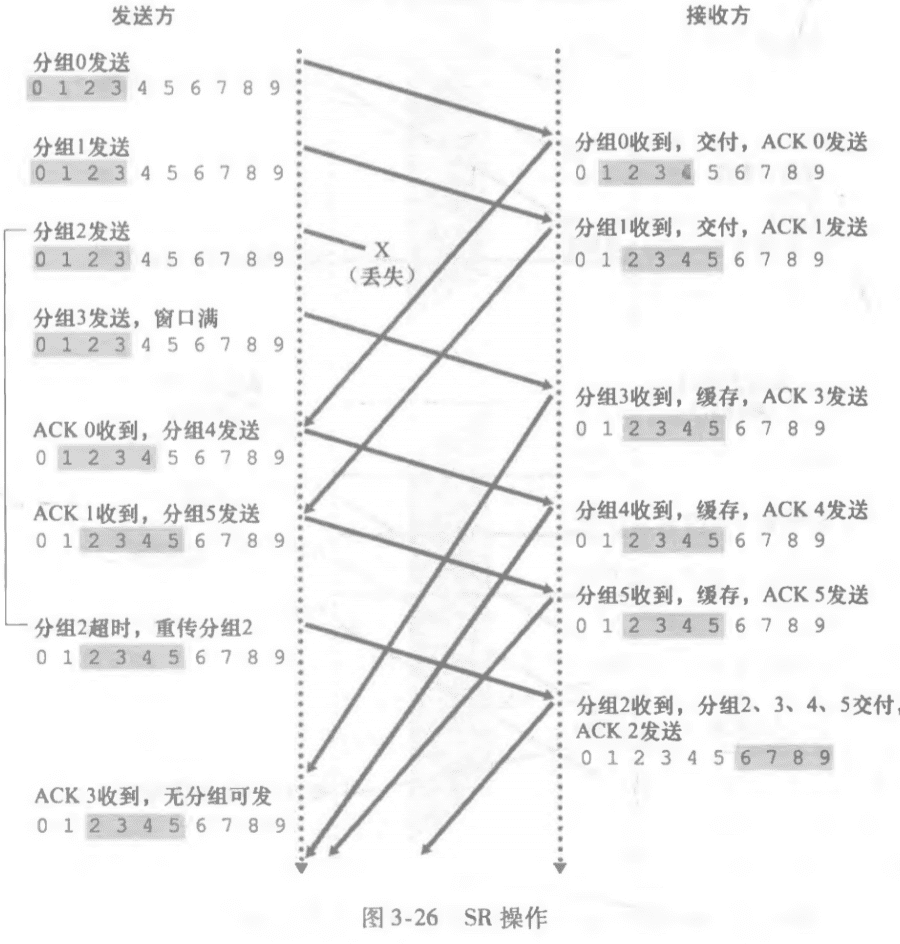 发送方
接收方
分组0发送
0 1 2 3 4 5 6 7 8 9
分组1发送
0 1 2 3 4 5 6 7 8 9
分组2发送
0 1 2 3 4 5 6 7 8 9
X
（丢失）
分组3发送，窗口满
0 1 2 3 4 5 6 7 8 9
ACK 0收到，分组4发送
0 1 2 3 4 5 6 7 8 9
ACK 1收到，分组5发送
0 1 2 3 4 5 6 7 8 9
分组2超时，重传分组2
0 1 2 3 4 5 6 7 8 9
ACK 3收到，无分组可发
0 1 2 3 4 5 6 7 8 9
分组0收到，交付，ACK 0发送
0 1 2 3 4 5 6 7 8 9
分组1收到，交付，ACK 1发送
0 1 2 3 4 5 6 7 8 9
分组3收到，缓存，ACK 3发送
0 1 2 3 4 5 6 7 8 9
分组4收到，缓存，ACK 4发送
0 1 2 3 4 5 6 7 8 9
分组5收到，缓存，ACK 5发送
0 1 2 3 4 5 6 7 8 9
分组2收到，分组2、3、4、5交付，
ACK 2发送
0 1 2 3 4 5 6 7 8 9
图 3-26 SR 操作